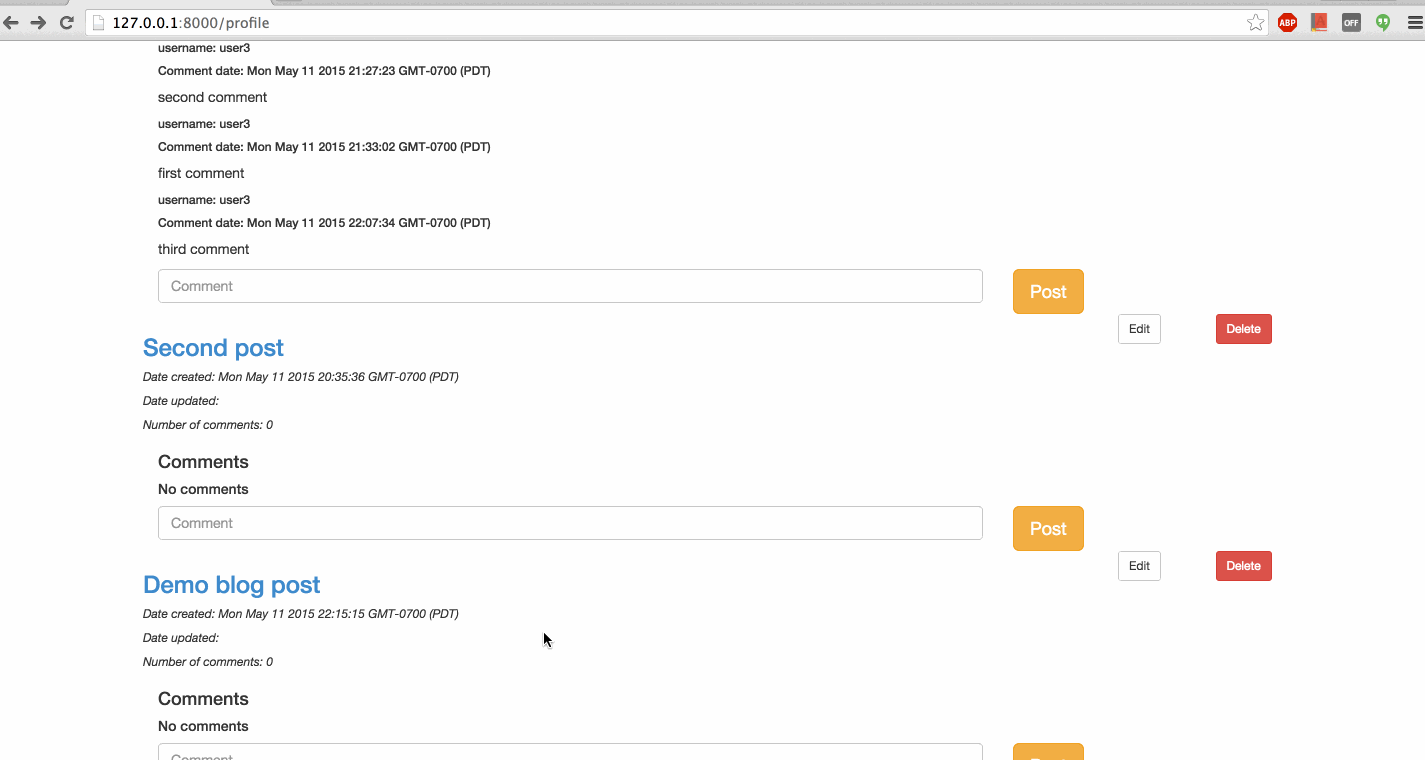 127.0.0.1:8000/profile
ABP
A
OFF
username: user3
Comment date: Mon May 11 2015 21:27:23 GMT-0700 (PDT)
second comment
username: user3
Comment date: Mon May 11 2015 21:33:02 GMT-0700 (PDT)
first comment
username: user3
Comment date: Mon May 11 2015 22:07:34 GMT-0700 (PDT)
third comment
Comment
Post
Edit
Delete
Second post
Date created: Mon May 11 2015 20:35:36 GMT-0700 (PDT)
Date updated:
Number of comments: 0
Comments
No comments
Comment
Post
Edit
Delete
Demo blog post
Date created: Mon May 11 2015 22:15:15 GMT-0700 (PDT)
Date updated:
Number of comments: 0
Comments
No comments
Comment
Post